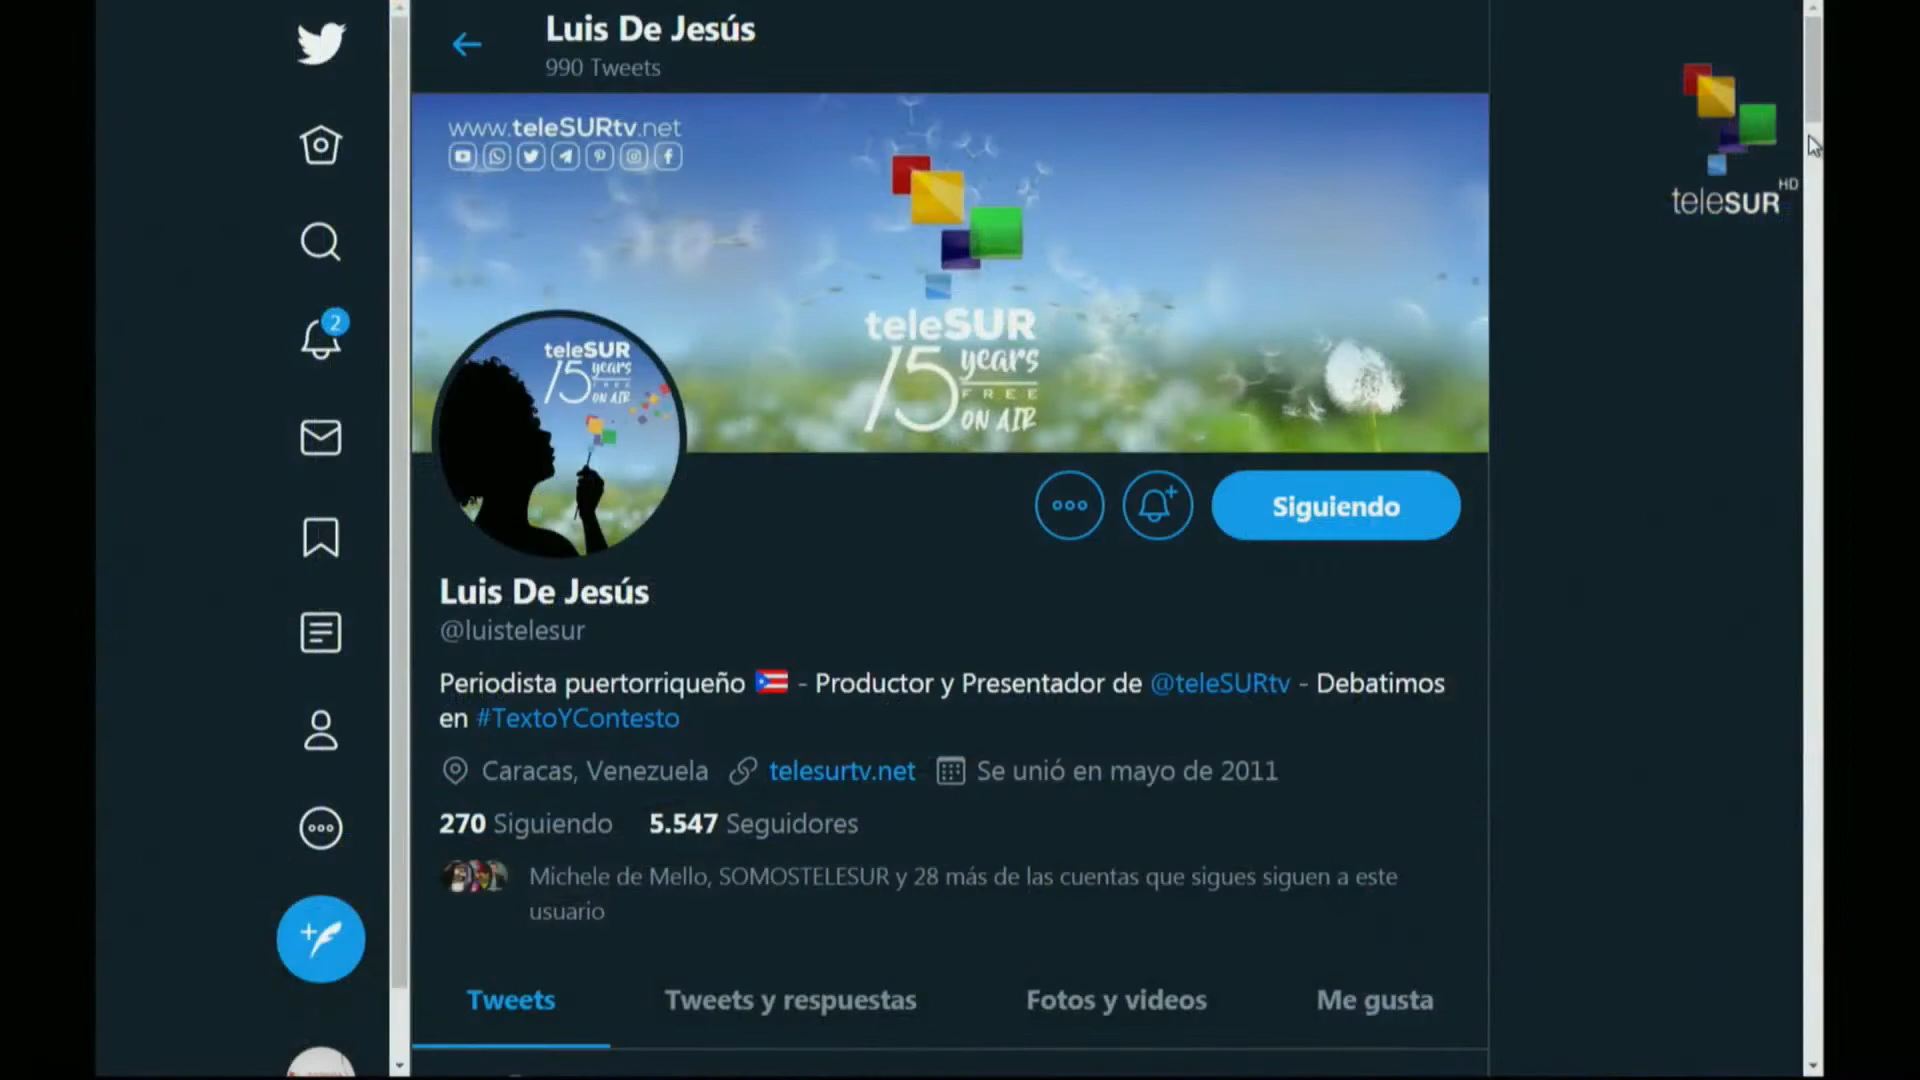 Luis De Jesús
990 Tweets
www.teleSURtv.net
teleSUR
15 years
FREE
ON AIR
teleSUR
15 years
FREE
ON AIR
teleSUR HD
2
Siguiendo
Luis De Jesús
@luistelesur
Periodista puertorriqueño 🇵🇷 - Productor y Presentador de @teleSURtv - Debatimos
en #TextoYContesto
Caracas, Venezuela telesurtv.net Se unió en mayo de 2011
270 Siguiendo 5.547 Seguidores
Michele de Mello, SOMOSTELESUR y 28 más de las cuentas que sigues siguen a este
usuario
Tweets Tweets y respuestas Fotos y videos Me gusta